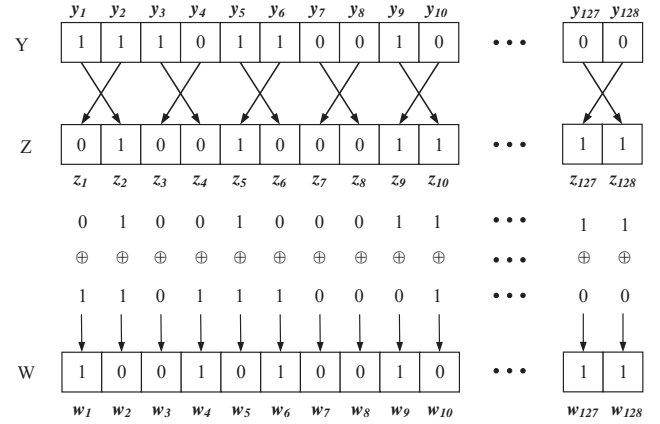 y1 y2 y3 y4 y5 y6 y7 y8 y9 y10 y127 y128
Y 1 1 1 0 1 1 0 0 1 0 ••• 0 0
Z 0 1 0 0 1 0 0 0 1 1 ••• 1 1
z1 z2 z3 z4 z5 z6 z7 z8 z9 z10 z127 z128
0 1 0 0 1 0 0 0 1 1 ••• 1 1
⊕ ⊕ ⊕ ⊕ ⊕ ⊕ ⊕ ⊕ ⊕ ⊕ ••• ⊕ ⊕
1 1 0 1 1 1 0 0 0 1 ••• 0 0
W 1 0 0 1 0 1 0 0 1 0 ••• 1 1
w1 w2 w3 w4 w5 w6 w7 w8 w9 w10 w127 w128